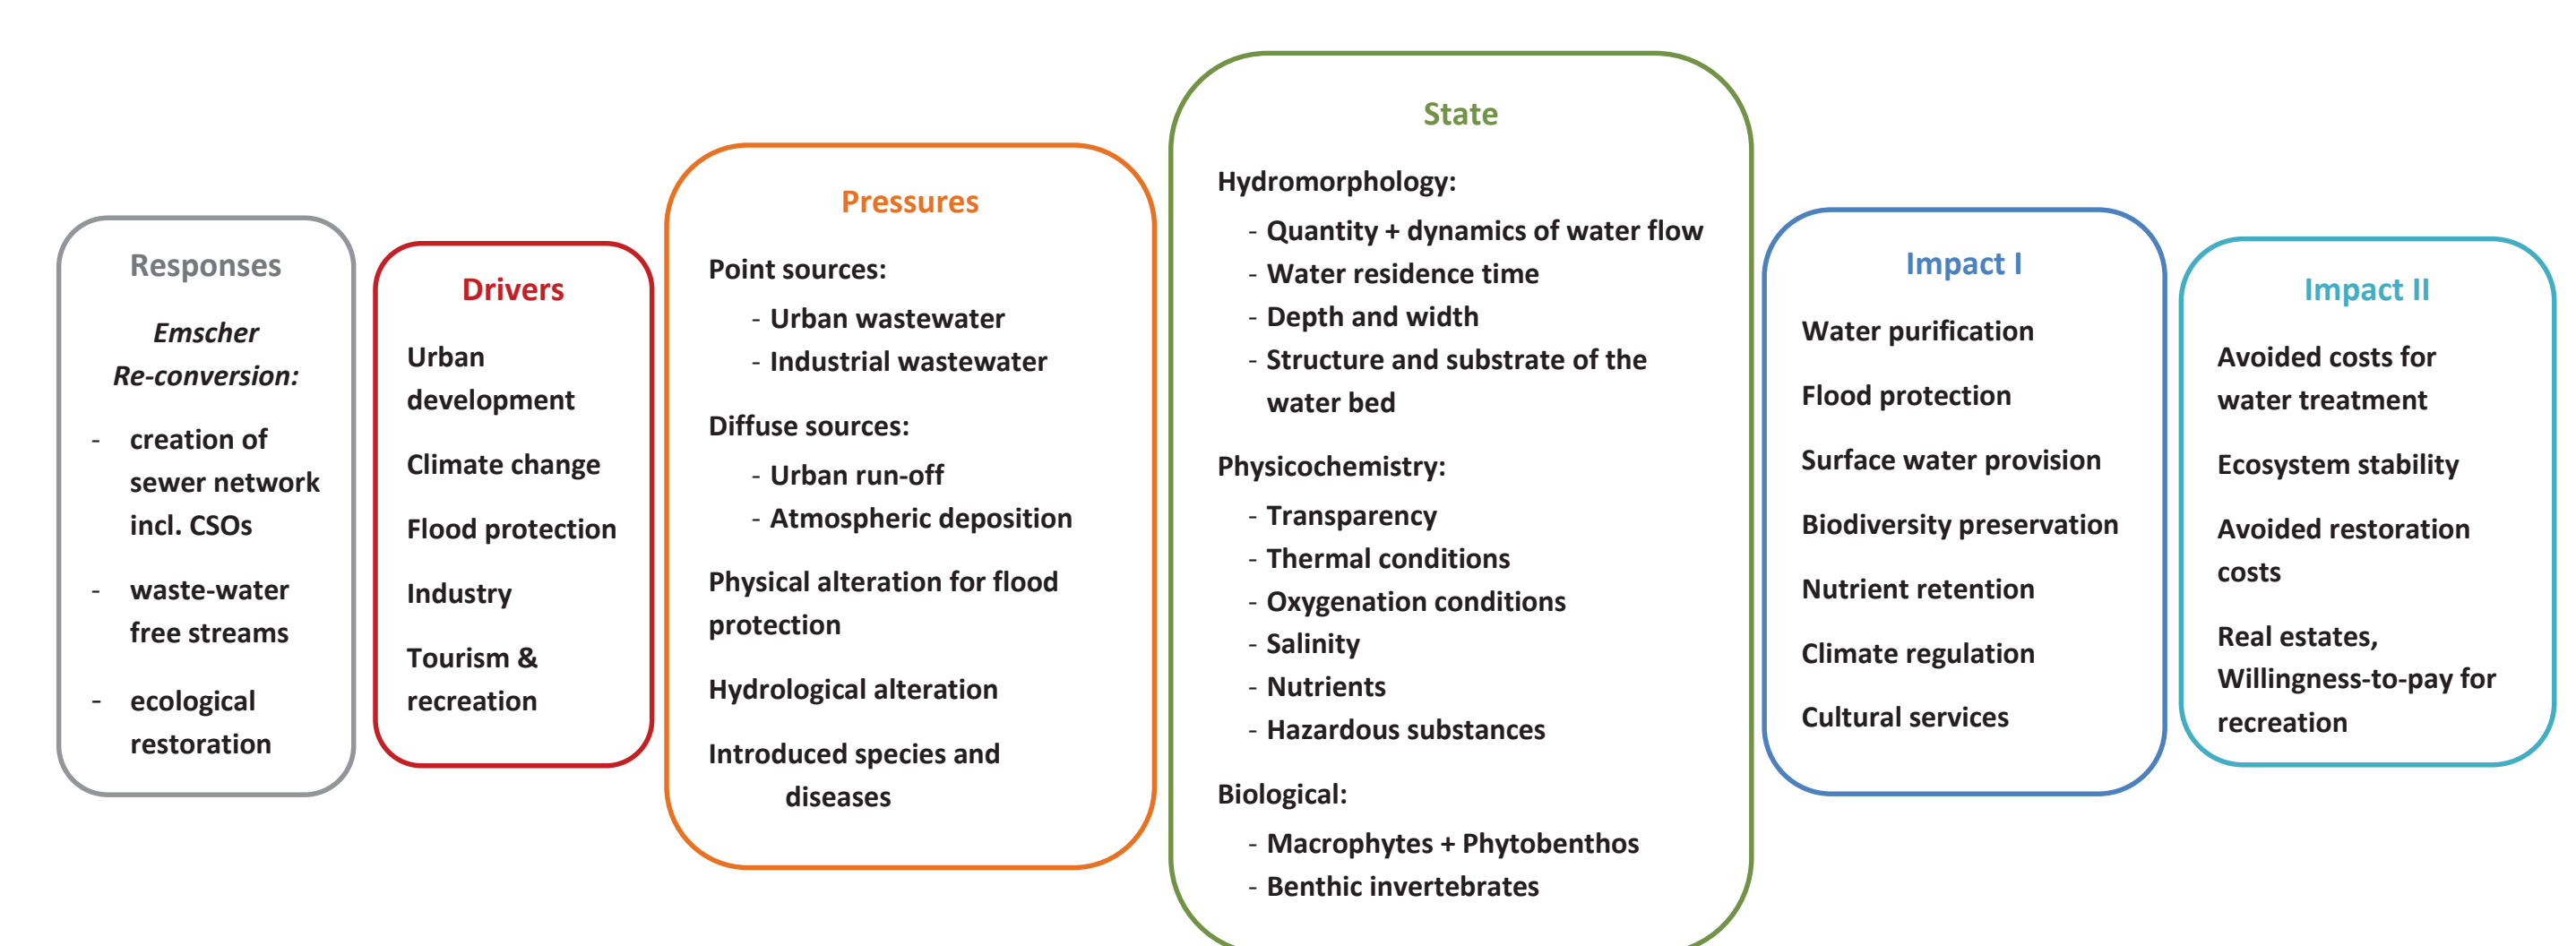 Responses
Emscher
Re-conversion:
- creation of
sewer network
incl. CSOs
- waste-water
free streams
- ecological
restoration
Drivers
Urban
development
Climate change
Flood protection
Industry
Tourism &
recreation
Pressures
Point sources:
- Urban wastewater
- Industrial wastewater
Diffuse sources:
- Urban run-off
- Atmospheric deposition
Physical alteration for flood
protection
Hydrological alteration
Introduced species and
diseases
State
Hydromorphology:
- Quantity + dynamics of water flow
- Water residence time
- Depth and width
- Structure and substrate of the
water bed
Physicochemistry:
- Transparency
- Thermal conditions
- Oxygenation conditions
- Salinity
- Nutrients
- Hazardous substances
Biological:
- Macrophytes + Phytobenthos
- Benthic invertebrates
Impact I
Water purification
Flood protection
Surface water provision
Biodiversity preservation
Nutrient retention
Climate regulation
Cultural services
Impact II
Avoided costs for
water treatment
Ecosystem stability
Avoided restoration
costs
Real estates,
Willingness-to-pay for
recreation